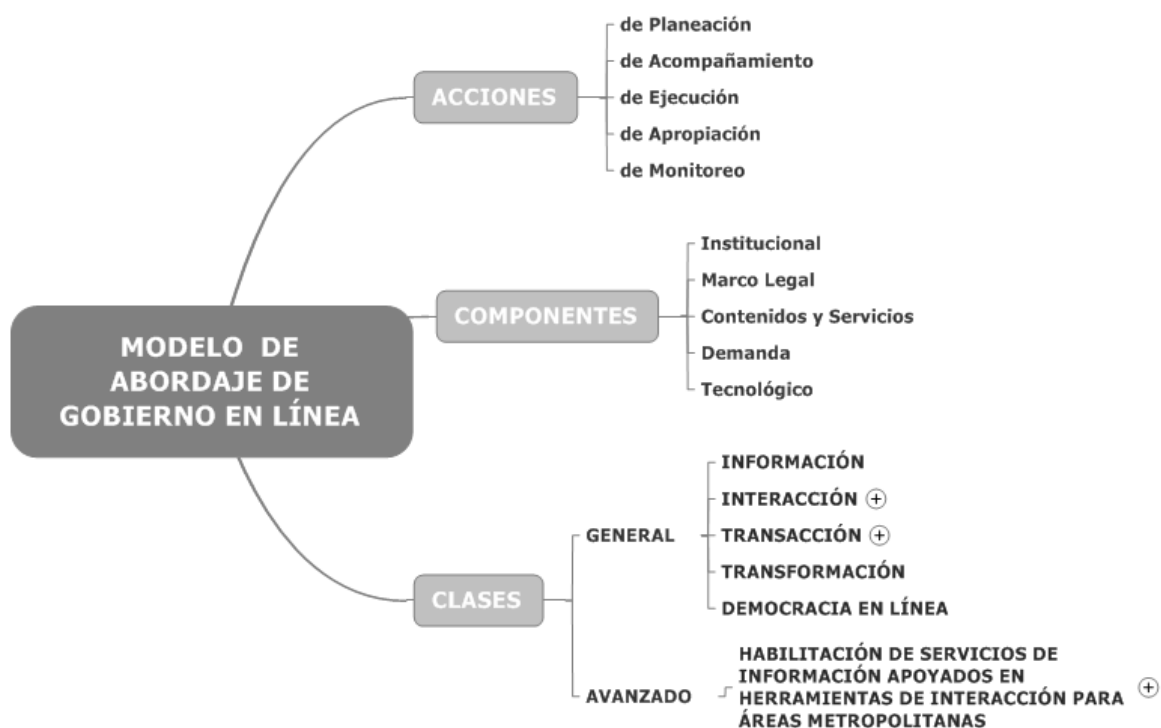 de Planeación
de Acompañamiento
ACCIONES
de Ejecución
de Apropiación
de Monitoreo
Institucional
Marco Legal
COMPONENTES
Contenidos y Servicios
Demanda
Tecnológico
MODELO DE
ABORDAJE DE
GOBIERNO EN LÍNEA
INFORMACIÓN
INTERACCIÓN
GENERAL
TRANSACCIÓN
TRANSFORMACIÓN
DEMOCRACIA EN LÍNEA
CLASES
AVANZADO
HABILITACIÓN DE SERVICIOS DE
INFORMACIÓN APOYADOS EN
HERRAMIENTAS DE INTERACCIÓN PARA
ÁREAS METROPOLITANAS